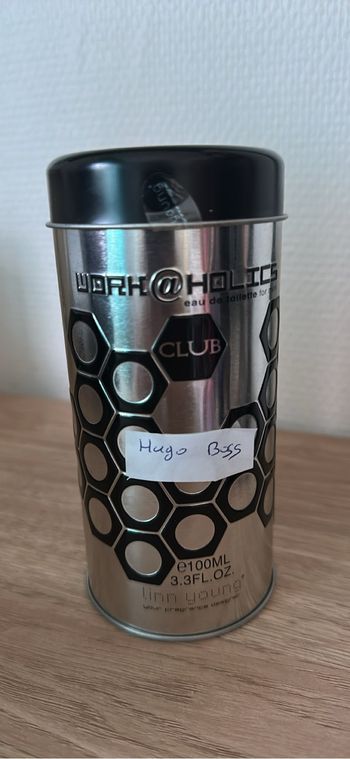 WORK@HOLICS
eau de toilette for
CLUB
Hugo Boss
e100ML
3.3FL.OZ.
linn young
your fragrance designer